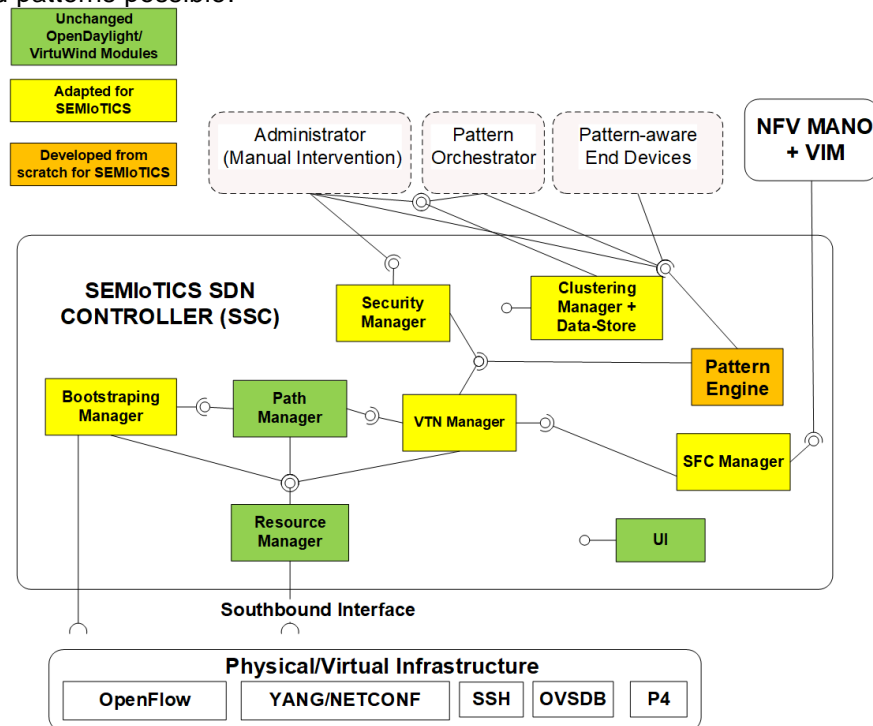 d patterns possible.
Unchanged
OpenDaylight/
VirtuWind Modules
Adapted for
SEMIoTICS
Developed from
scratch for SEMIoTICS
Administrator
(Manual Intervention)
Pattern
Orchestrator
Pattern-aware
End Devices
NFV MANO
+ VIM
SEMIoTICS SDN
CONTROLLER (SSC)
Security
Manager
Clustering
Manager +
Data-Store
Pattern
Engine
Bootstraping
Manager
Path
Manager
VTN Manager
SFC Manager
Resource
Manager
UI
Southbound Interface
Physical/Virtual Infrastructure
OpenFlow
YANG/NETCONF
SSH
OVSDB
P4